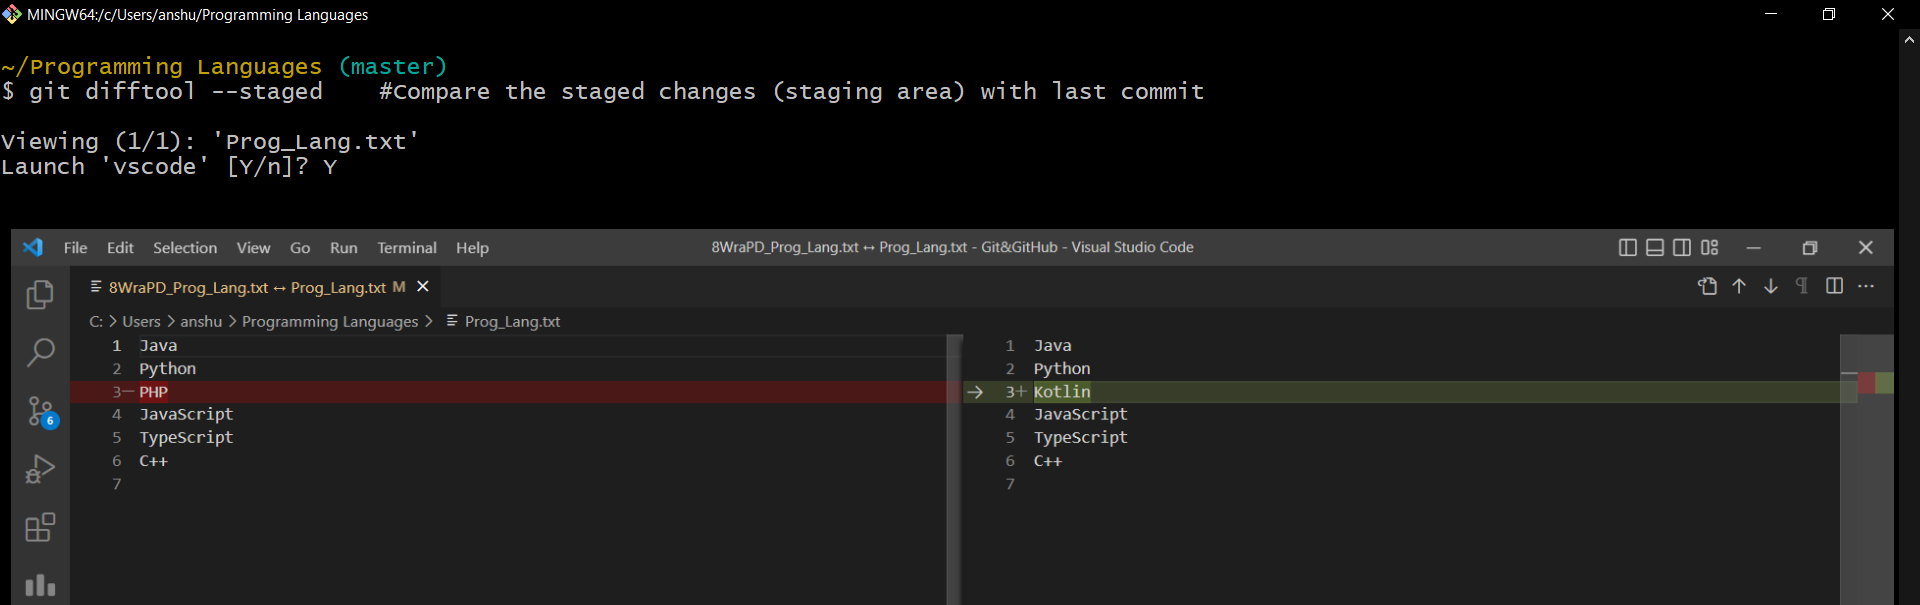 MINGW64:/c/Users/anshu/Programming Languages
~/Programming Languages (master)
$ git difftool --staged    #Compare the staged changes (staging area) with last commit
Viewing (1/1): 'Prog_Lang.txt'
Launch 'vscode' [Y/n]? Y
File Edit Selection View Go Run Terminal Help 8WraPD_Prog_Lang.txt ↔ Prog_Lang.txt - Git&GitHub - Visual Studio Code
8WraPD_Prog_Lang.txt ↔ Prog_Lang.txt M
C: > Users > anshu > Programming Languages > Prog_Lang.txt
1 Java
2 Python
3− PHP
4 JavaScript
5 TypeScript
6 C++
7
1 Java
2 Python
3+ Kotlin
4 JavaScript
5 TypeScript
6 C++
7
6